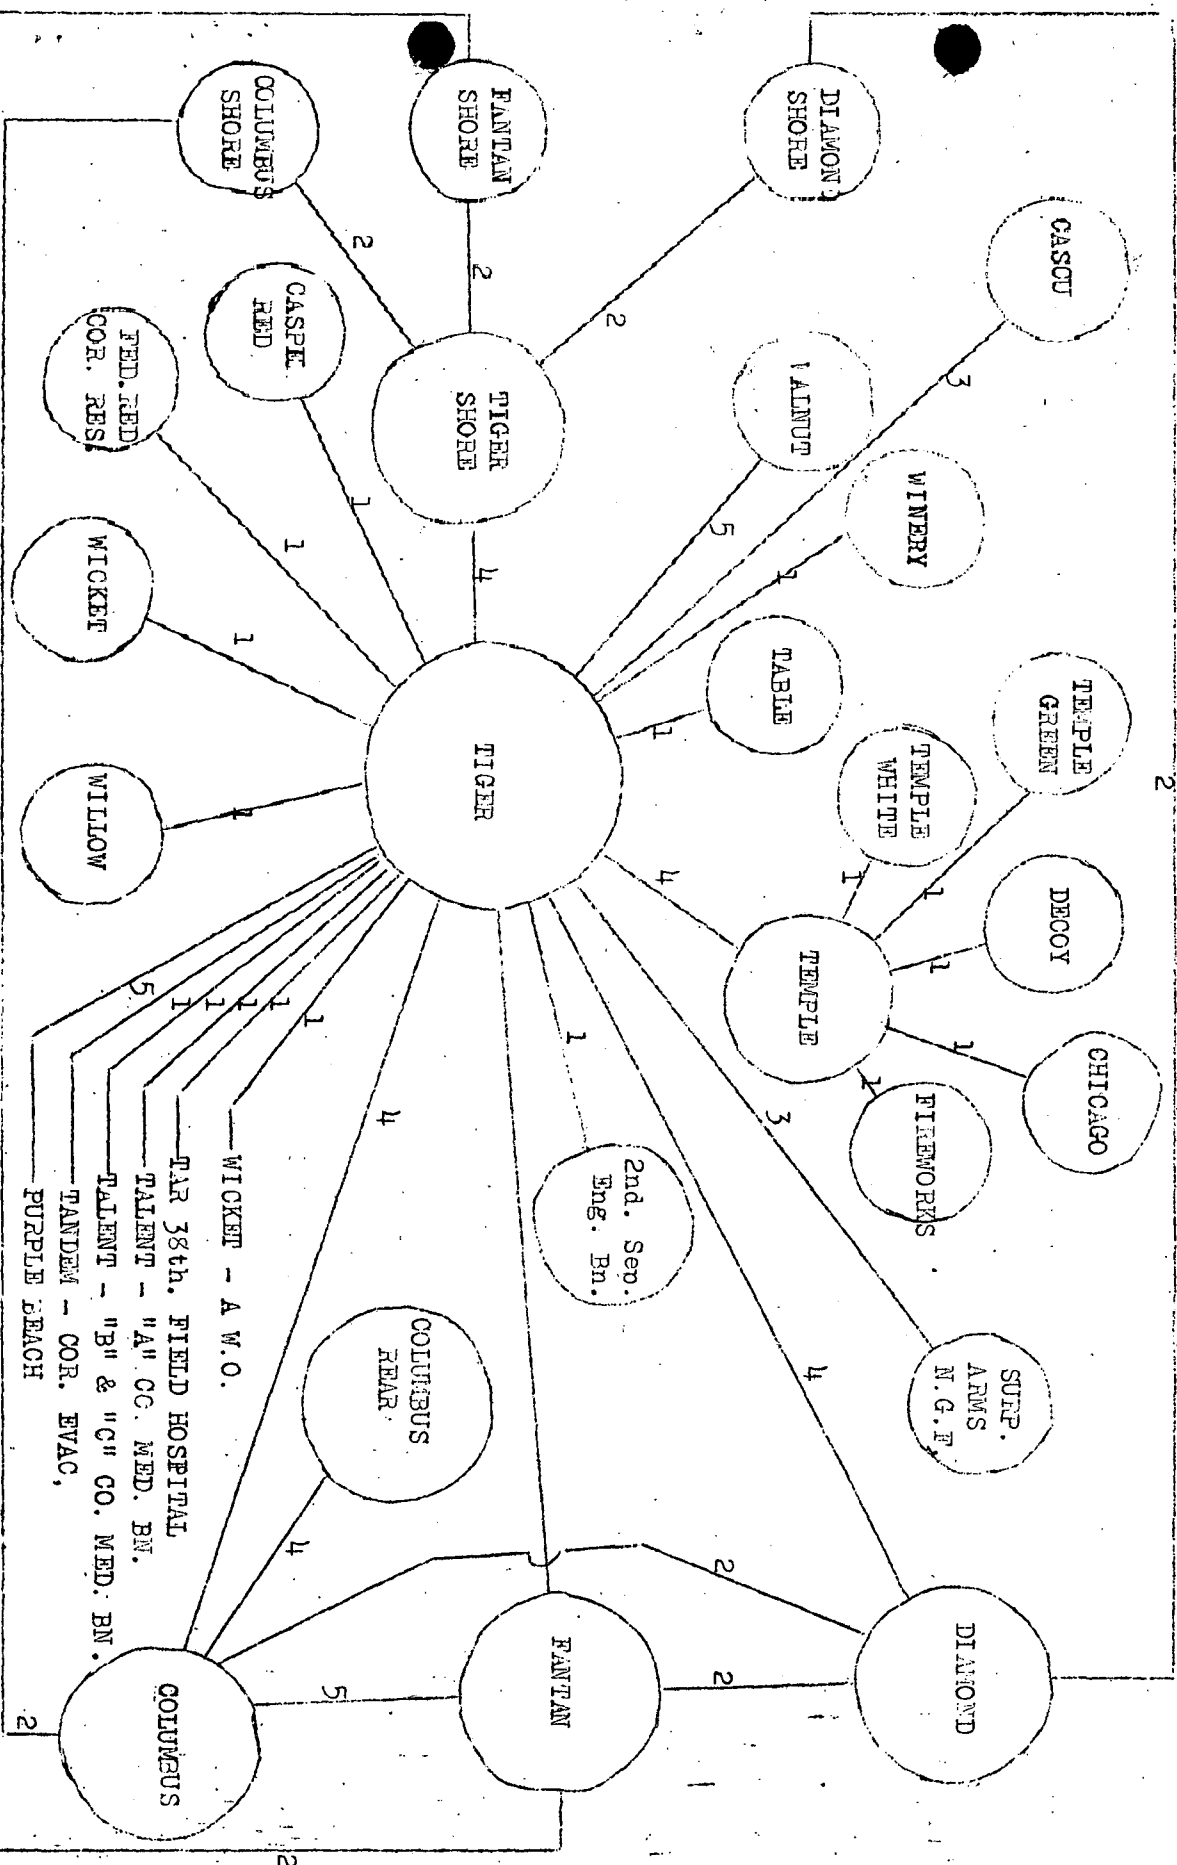 DIAMOND
SHORE
FANTAN
SHORE
COLUMBUS
SHORE
CASCU
3
2
2
2
CASPE
RED
FED. RED
COR. RES.
TIGER
SHORE
ALNUT
WINERY
5
1
1
1
4
WICKET
1
TABLE
1
TEMPLE
GREEN
TEMPLE
WHITE
2
TIGER
WILLOW
1
DECOY
1
1
1
4
TEMPLE
CHICAGO
1
1
FIREWORKS
5
1
1
1
1
1
4
1
3
2nd. Sep.
Eng. Bn.
SUPP.
ARMS
N.G.F.
4
WICKET - A W.O.
TAR 38th. FIELD HOSPITAL
TALENT - "A" CO. MED. BN.
TALENT - "B" & "C" CO. MED. BN.
TANDEM - COR. EVAC.
PURPLE BEACH
COLUMBUS
REAR
4
2
DIAMOND
2
FANTAN
5
COLUMBUS
2
2